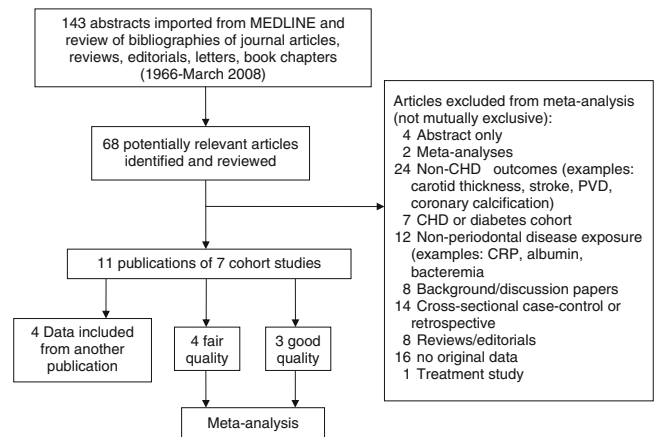 143 abstracts imported from MEDLINE and
review of bibliographies of journal articles,
reviews, editorials, letters, book chapters
(1966-March 2008)
68 potentially relevant articles
identified and reviewed
Articles excluded from meta-analysis
(not mutually exclusive):
4 Abstract only
2 Meta-analyses
24 Non-CHD outcomes (examples:
carotid thickness, stroke, PVD,
coronary calcification)
7 CHD or diabetes cohort
12 Non-periodontal disease exposure
(examples: CRP, albumin,
bacteremia
8 Background/discussion papers
14 Cross-sectional case-control or
retrospective
8 Reviews/editorials
16 no original data
1 Treatment study
11 publications of 7 cohort studies
4 Data included
from another
publication
4 fair
quality
3 good
quality
Meta-analysis